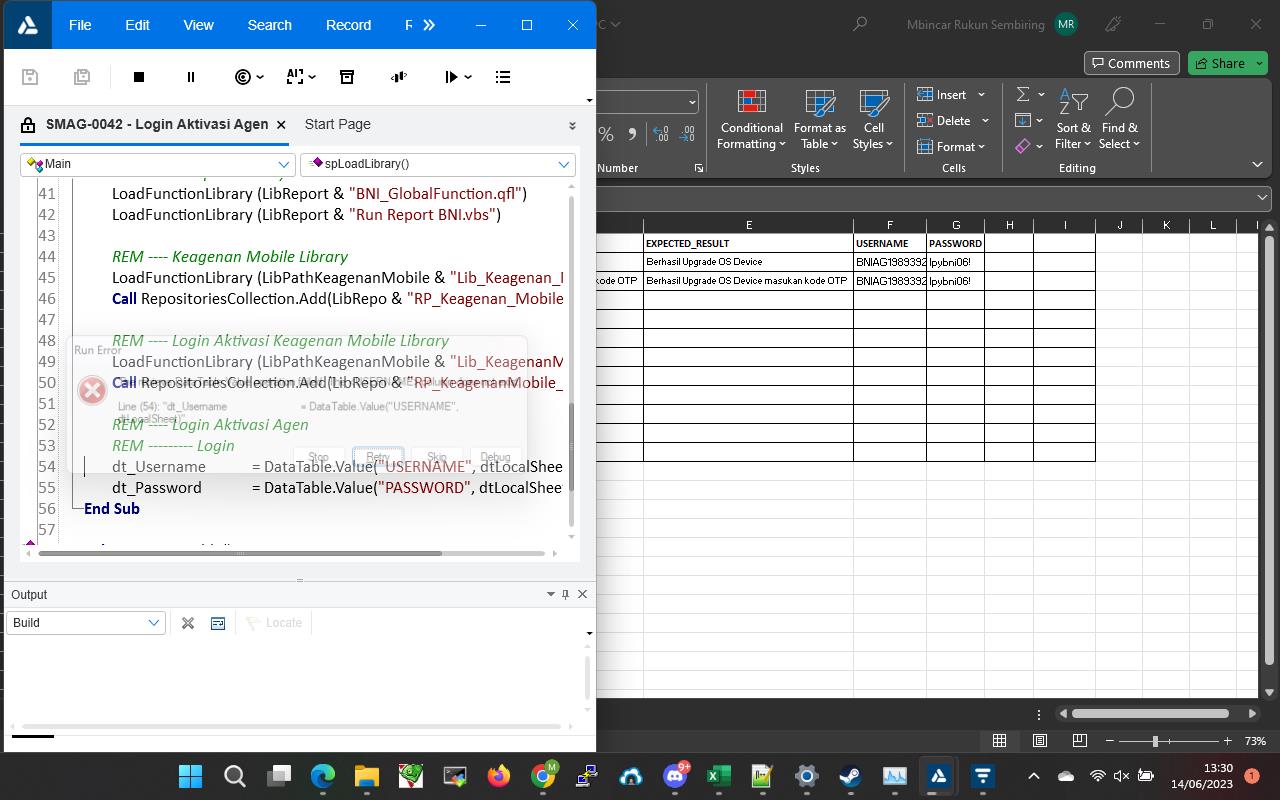 File Edit View Search Record
Mbincar Rukun Sembiring MR
Comments Share
SMAG-0042 - Login Aktivasi Agen Start Page
Main spLoadLibrary()
41 LoadFunctionLibrary (LibReport & "BNI_GlobalFunction.qfl")
42 LoadFunctionLibrary (LibReport & "Run Report BNI.vbs")
43
44 REM ---- Keagenan Mobile Library
45 LoadFunctionLibrary (LibPathKeagenanMobile & "Lib_Keagenan_
46 Call RepositoriesCollection.Add(LibRepo & "RP_Keagenan_Mobile
47
48 REM ---- Login Aktivasi Keagenan Mobile Library
49 LoadFunctionLibrary (LibPathKeagenanMobile & "Lib_KeagenanM
50 Call RepositoriesCollection.Add(LibRepo & "RP_KeagenanMobile_
51
52 REM ---- Login Aktivasi Agen
53 REM --------- Login
54 dt_Username = DataTable.Value("USERNAME", dtLocalShee
55 dt_Password = DataTable.Value("PASSWORD", dtLocalShee
56 End Sub
57
Run Error
Line (54): "dt_Username = DataTable.Value("USERNAME",
dtLocalSheet)"
Stop Retry Skip Debug
Output
Build Locate
Insert
Delete
Format
Conditional Formatting
Format as Table
Cell Styles
Sort & Filter
Find & Select
Number Styles Cells Editing
E F G H I J K L
EXPECTED_RESULT USERNAME PASSWORD
Berhasil Upgrade OS Device BNIAG1989392 lpybni06!
kode OTP Berhasil Upgrade OS Device masukan kode OTP BNIAG1989392 lpybni06!
73%
9+
13:30
14/06/2023
1